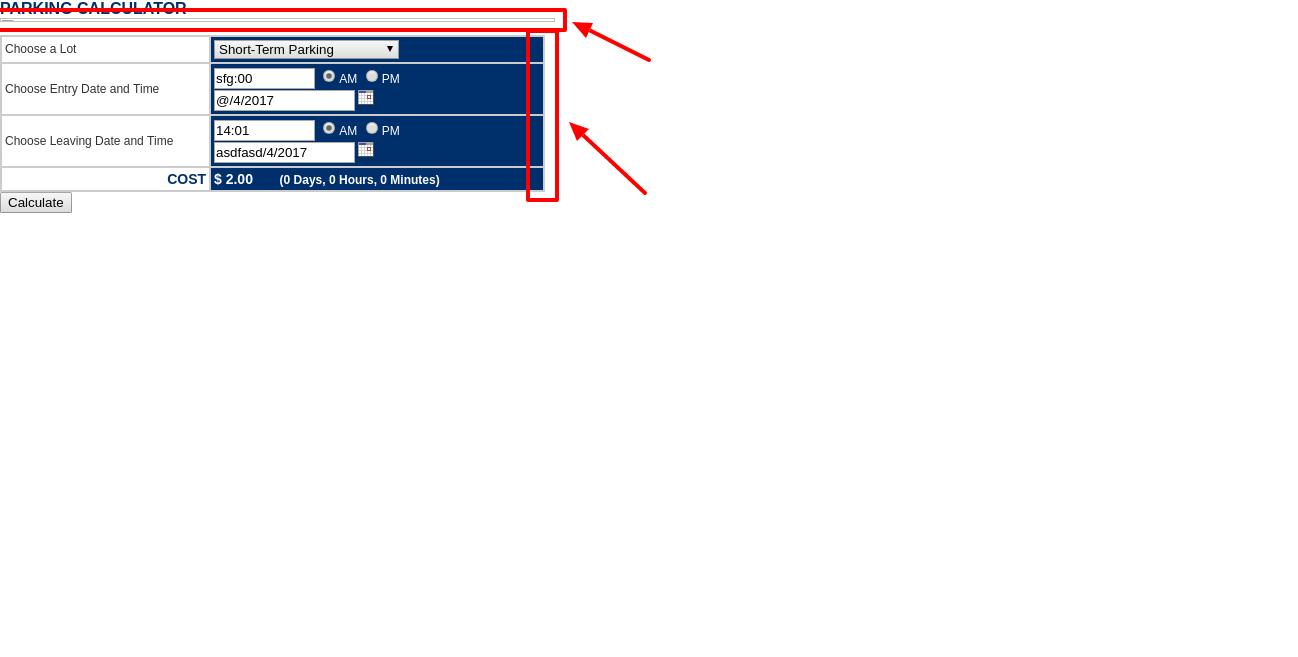 PARKING CALCULATOR
Choose a Lot
Short-Term Parking
Choose Entry Date and Time
sfg:00 AM PM
@/4/2017
Choose Leaving Date and Time
14:01 AM PM
asdfasd/4/2017
COST $ 2.00 (0 Days, 0 Hours, 0 Minutes)
Calculate